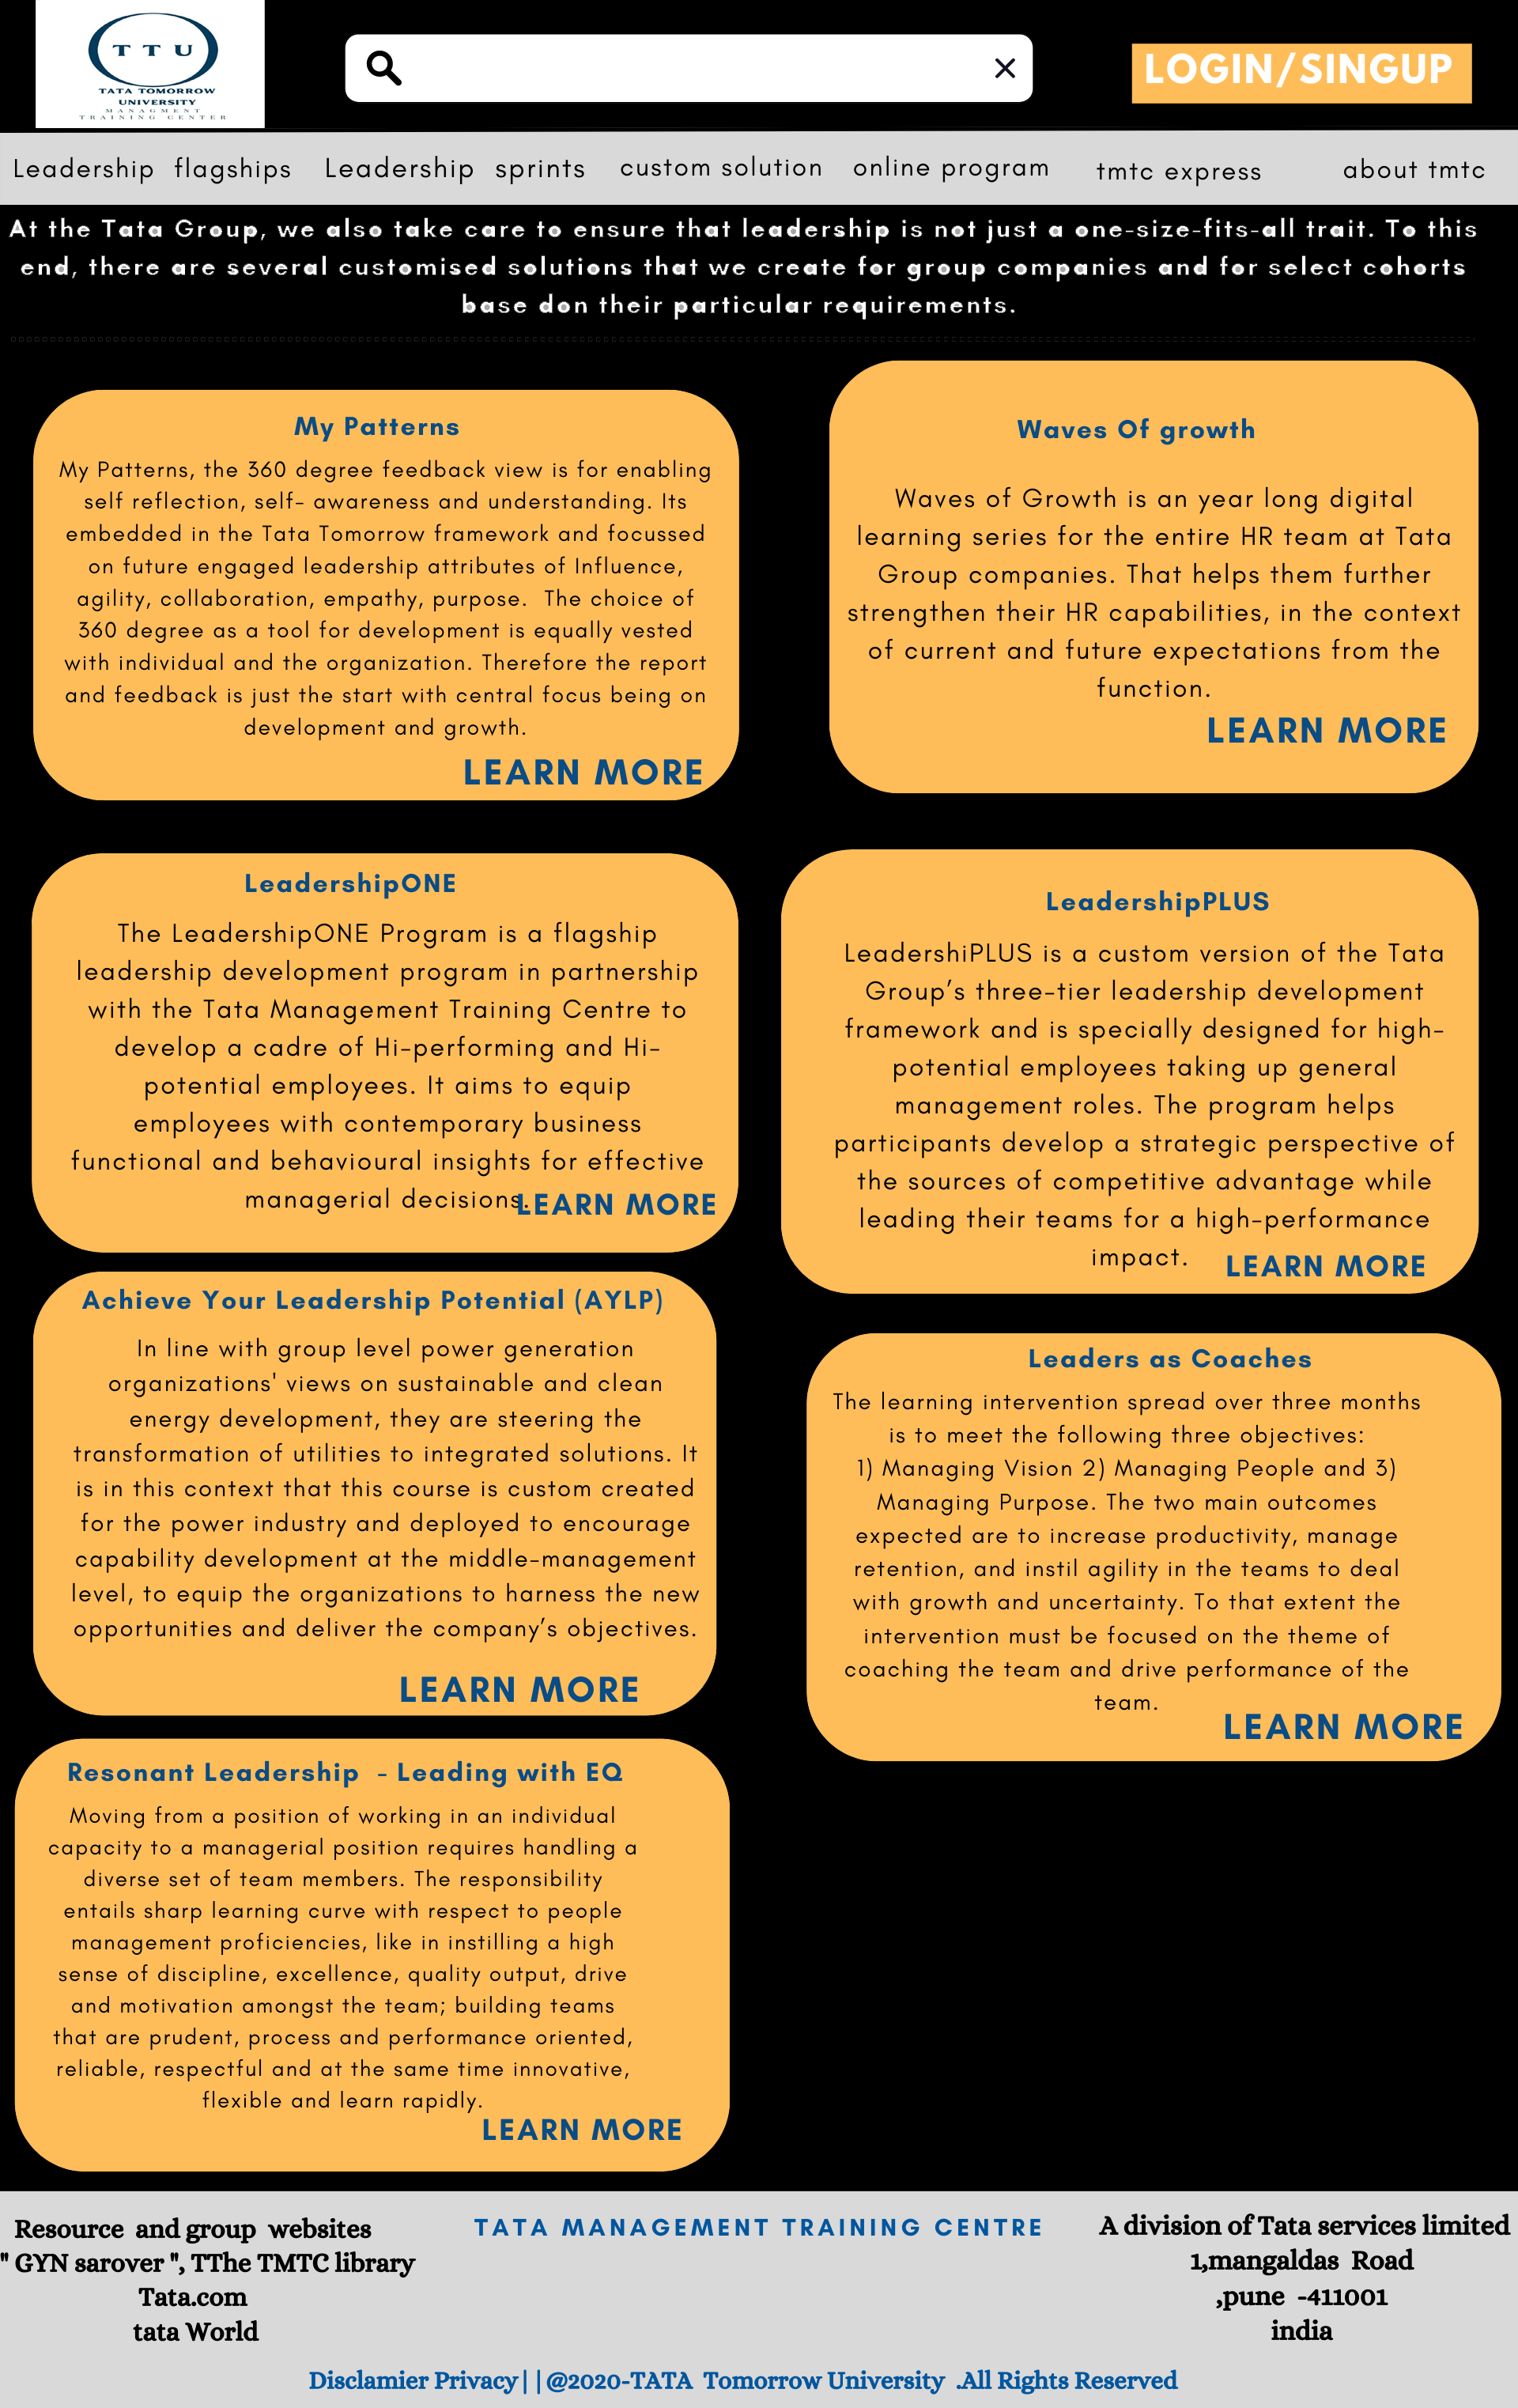 T T U
TATA TOMORROW
UNIVERSITY
MANAGMENT
TRAINING CENTER
LOGIN/SINGUP
Leadership flagships Leadership sprints custom solution online program tmtc express about tmtc
At the Tata Group, we also take care to ensure that leadership is not just a one-size-fits-all trait. To this
end, there are several customised solutions that we create for group companies and for select cohorts
base don their particular requirements.
My Patterns
My Patterns, the 360 degree feedback view is for enabling
self reflection, self- awareness and understanding. Its
embedded in the Tata Tomorrow framework and focussed
on future engaged leadership attributes of Influence,
agility, collaboration, empathy, purpose. The choice of
360 degree as a tool for development is equally vested
with individual and the organization. Therefore the report
and feedback is just the start with central focus being on
development and growth.
LEARN MORE
Waves Of growth
Waves of Growth is an year long digital
learning series for the entire HR team at Tata
Group companies. That helps them further
strengthen their HR capabilities, in the context
of current and future expectations from the
function.
LEARN MORE
LeadershipONE
The LeadershipONE Program is a flagship
leadership development program in partnership
with the Tata Management Training Centre to
develop a cadre of Hi-performing and Hi-
potential employees. It aims to equip
employees with contemporary business
functional and behavioural insights for effective
managerial decisions.
LEARN MORE
LeadershipPLUS
LeadershiPLUS is a custom version of the Tata
Group’s three-tier leadership development
framework and is specially designed for high-
potential employees taking up general
management roles. The program helps
participants develop a strategic perspective of
the sources of competitive advantage while
leading their teams for a high-performance
impact.
LEARN MORE
Achieve Your Leadership Potential (AYLP)
In line with group level power generation
organizations' views on sustainable and clean
energy development, they are steering the
transformation of utilities to integrated solutions. It
is in this context that this course is custom created
for the power industry and deployed to encourage
capability development at the middle-management
level, to equip the organizations to harness the new
opportunities and deliver the company’s objectives.
LEARN MORE
Leaders as Coaches
The learning intervention spread over three months
is to meet the following three objectives:
1) Managing Vision 2) Managing People and 3)
Managing Purpose. The two main outcomes
expected are to increase productivity, manage
retention, and instil agility in the teams to deal
with growth and uncertainty. To that extent the
intervention must be focused on the theme of
coaching the team and drive performance of the
team.
LEARN MORE
Resonant Leadership - Leading with EQ
Moving from a position of working in an individual
capacity to a managerial position requires handling a
diverse set of team members. The responsibility
entails sharp learning curve with respect to people
management proficiencies, like in instilling a high
sense of discipline, excellence, quality output, drive
and motivation amongst the team; building teams
that are prudent, process and performance oriented,
reliable, respectful and at the same time innovative,
flexible and learn rapidly.
LEARN MORE
Resource and group websites
" GYN sarover ", TThe TMTC library
Tata.com
tata World
TATA MANAGEMENT TRAINING CENTRE
A division of Tata services limited
1,mangaldas Road
,pune -411001
india
Disclamier Privacy||@2020-TATA Tomorrow University .All Rights Reserved